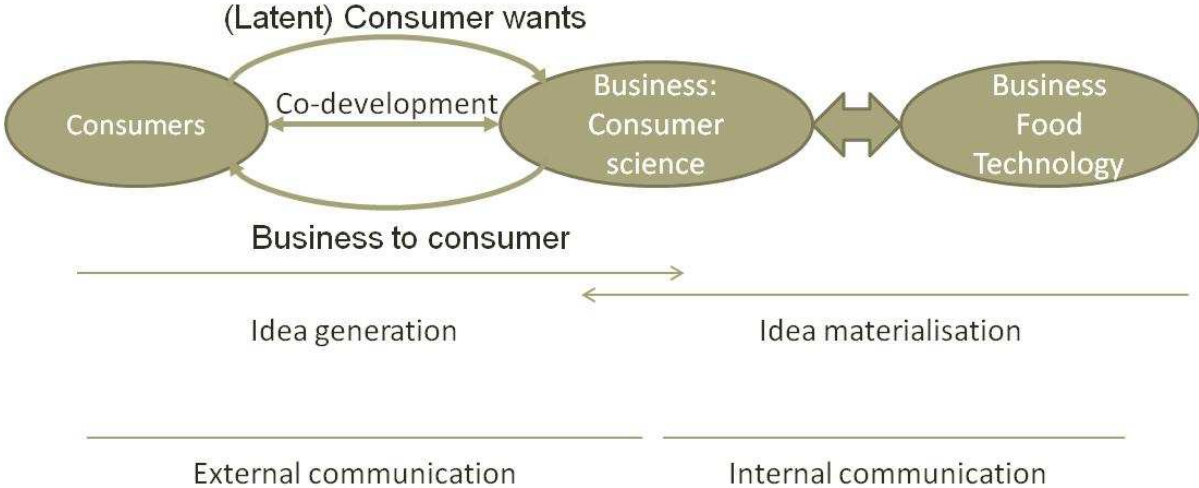 (Latent) Consumer wants
Consumers
Co-development
Business:
Consumer
science
Business
Food
Technology
Business to consumer
Idea generation
Idea materialisation
External communication
Internal communication